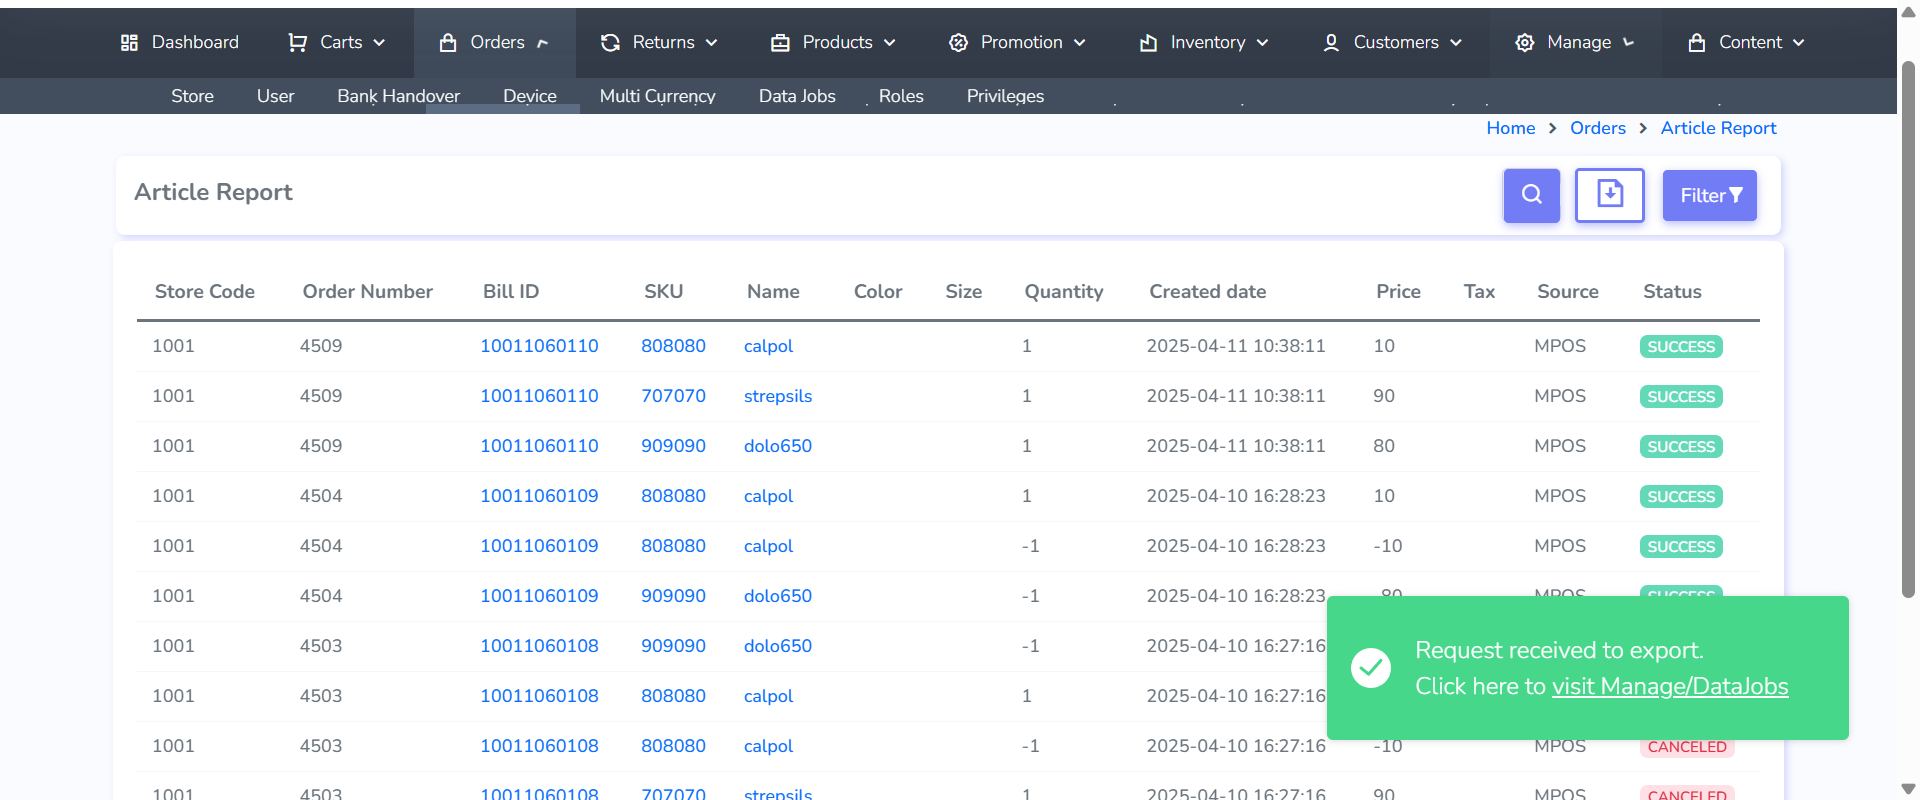 Dashboard Carts Orders Returns Products Promotion Inventory Customers Manage Content
Store User Bank Handover Device Multi Currency Data Jobs Roles Privileges
Home > Orders > Article Report
Article Report
Filter
Store Code Order Number Bill ID SKU Name Color Size Quantity Created date Price Tax Source Status
1001 4509 10011060110 808080 calpol 1 2025-04-11 10:38:11 10 MPOS SUCCESS
1001 4509 10011060110 707070 strepsils 1 2025-04-11 10:38:11 90 MPOS SUCCESS
1001 4509 10011060110 909090 dolo650 1 2025-04-11 10:38:11 80 MPOS SUCCESS
1001 4504 10011060109 808080 calpol 1 2025-04-10 16:28:23 10 MPOS SUCCESS
1001 4504 10011060109 808080 calpol -1 2025-04-10 16:28:23 -10 MPOS SUCCESS
1001 4504 10011060109 909090 dolo650 -1 2025-04-10 16:28:23 -80 MPOS SUCCESS
1001 4503 10011060108 909090 dolo650 -1 2025-04-10 16:27:16
1001 4503 10011060108 808080 calpol 1 2025-04-10 16:27:16
1001 4503 10011060108 808080 calpol -1 2025-04-10 16:27:16 -10 MPOS CANCELED
1001 4503 10011060108 707070 strepsils 1 2025-04-10 16:27:16 90 MPOS CANCELED
Request received to export.
Click here to visit Manage/DataJobs